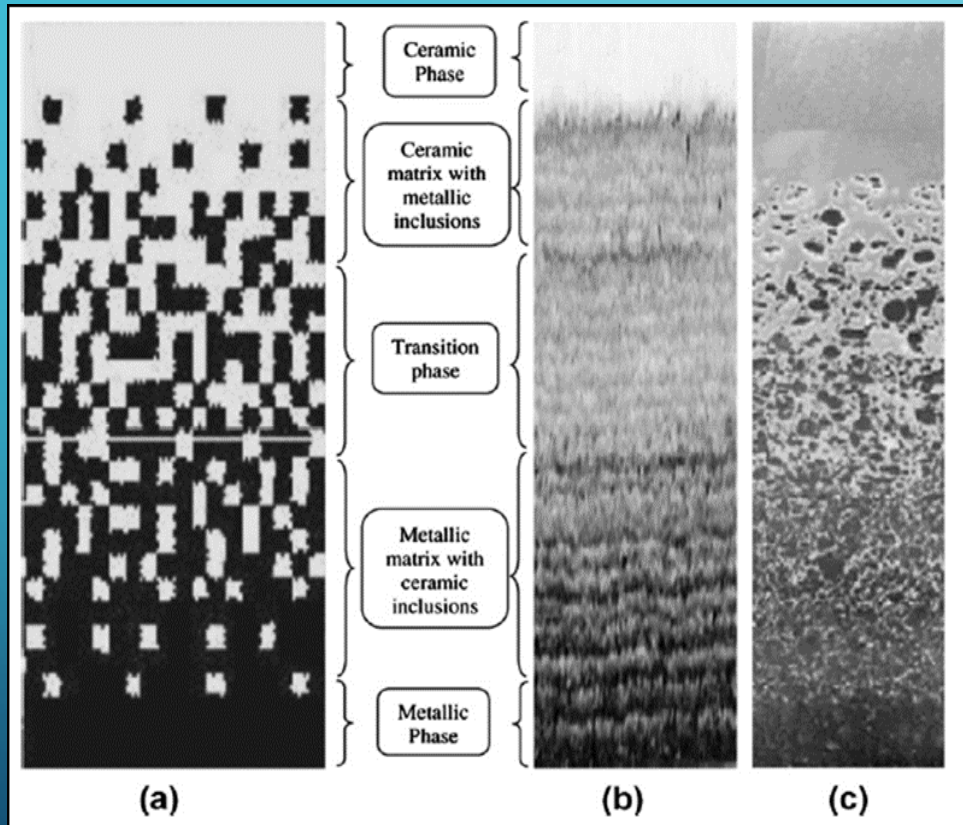 Ceramic
Phase
Ceramic
matrix with
metallic
inclusions
Transition
phase
Metallic
matrix with
ceramic
inclusions
Metallic
Phase
(a)
(b)
(c)